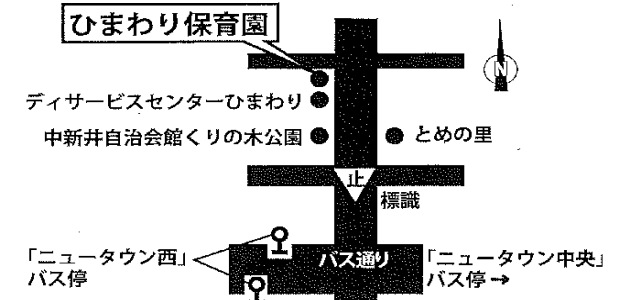 ひまわり保育園
N
ディサービスセンターひまわり
中新井自治会館くりの木公園
とめの里
止
標識
「ニュータウン西」
バス停
バス通り
「ニュータウン中央」
バス停→